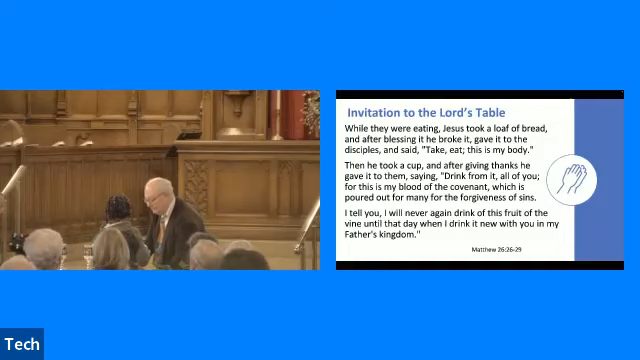 Invitation to the Lord's Table
While they were eating, Jesus took a loaf of bread,
and after blessing it he broke it, gave it to the
disciples, and said, "Take, eat; this is my body."
Then he took a cup, and after giving thanks he
gave it to them, saying, "Drink from it, all of you;
for this is my blood of the covenant, which is
poured out for many for the forgiveness of sins.
I tell you, I will never again drink of this fruit of the
vine until that day when I drink it new with you in my
Father's kingdom."
Matthew 26:26-29
Tech